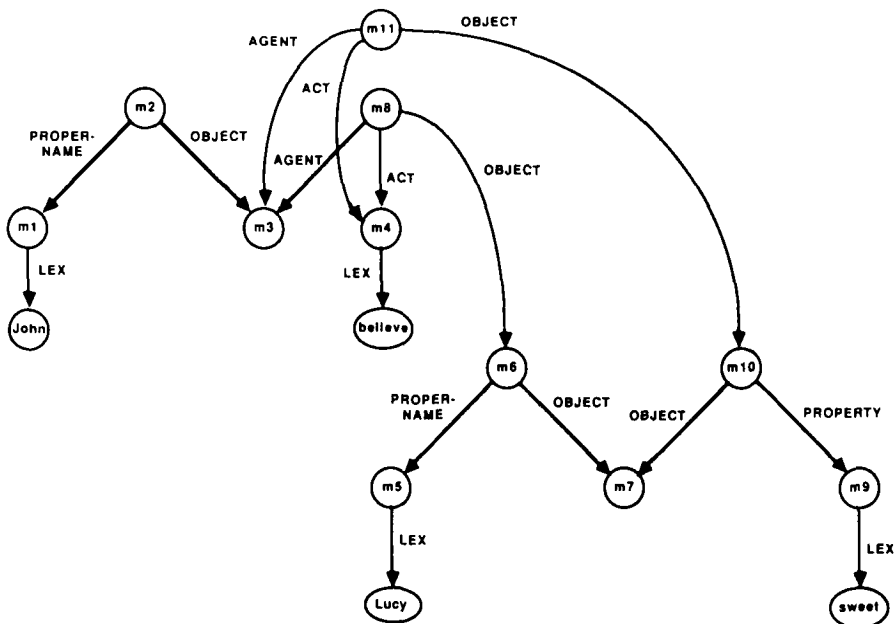 m11
OBJECT
AGENT
ACT
m2
m8
PROPER-
NAME
OBJECT
AGENT
ACT
OBJECT
m1
m3
m4
LEX
LEX
John
believe
m6
m10
PROPER-
NAME
OBJECT
OBJECT
PROPERTY
m5
m7
m9
LEX
LEX
Lucy
sweet